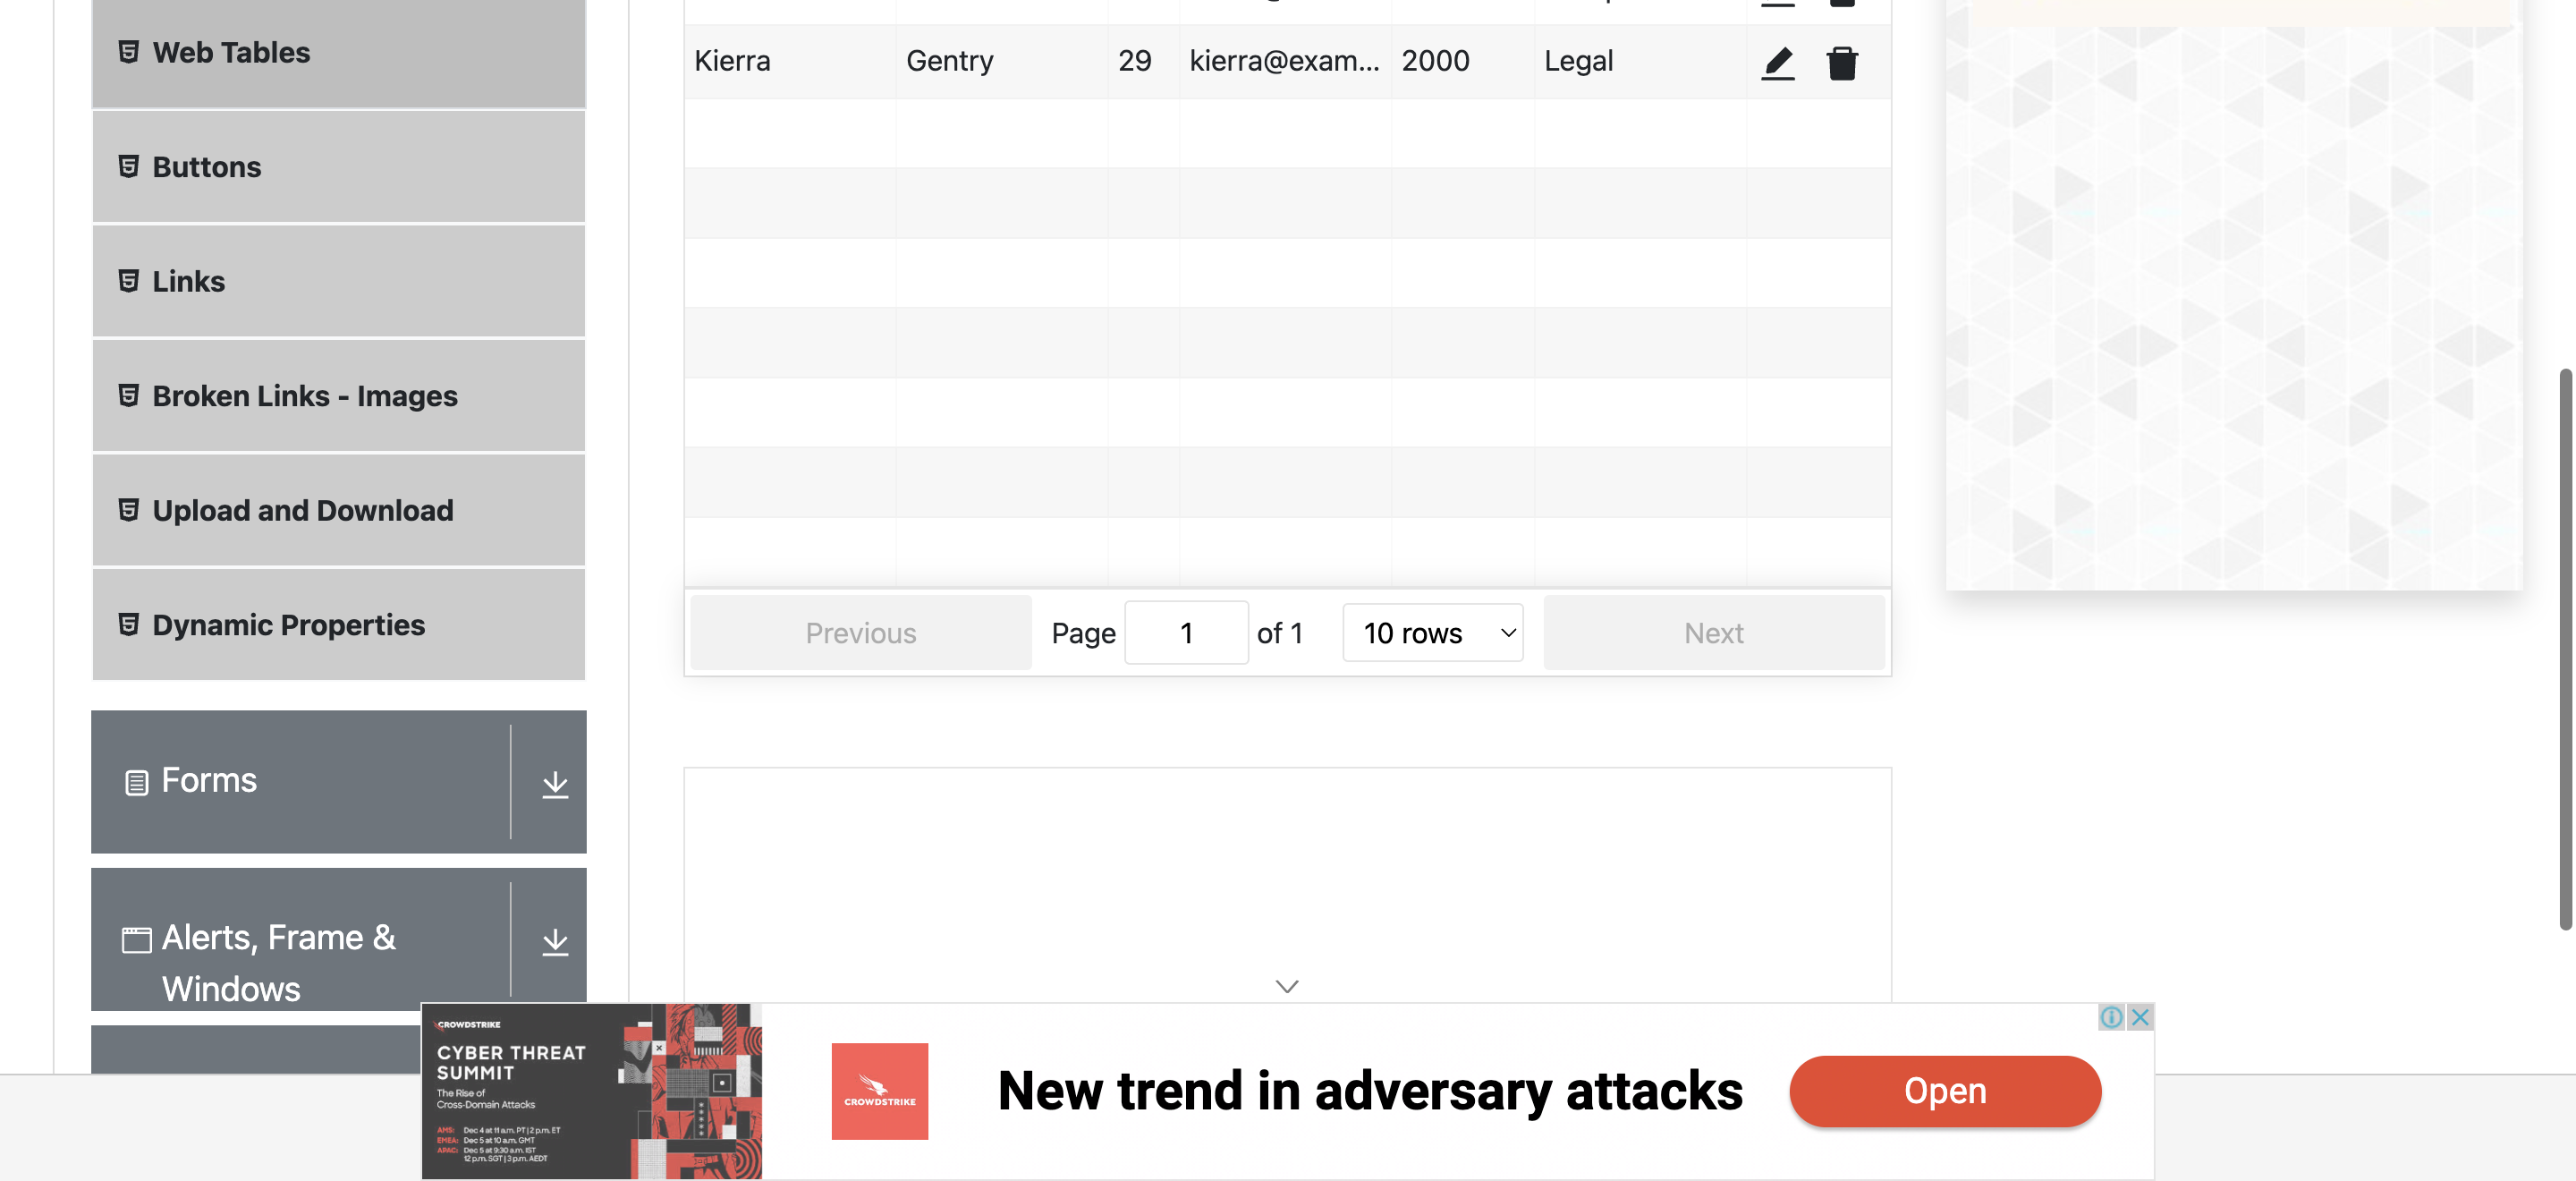 Web Tables
Buttons
Links
Broken Links - Images
Upload and Download
Dynamic Properties
Forms
Alerts, Frame &
Windows
Kierra Gentry 29 kierra@exam... 2000 Legal
Previous Page 1 of 1 10 rows Next
CROWDSTRIKE
CYBER THREAT
SUMMIT
The Rise of
Cross-Domain Attacks
AMS: Dec 4 at 11 a.m. PT | 2 p.m. ET
EMEA: Dec 5 at 10 a.m. GMT
APAC: Dec 5 at 9:30 a.m. IST
12 p.m. SGT | 3 p.m. AEDT
CROWDSTRIKE
New trend in adversary attacks
Open